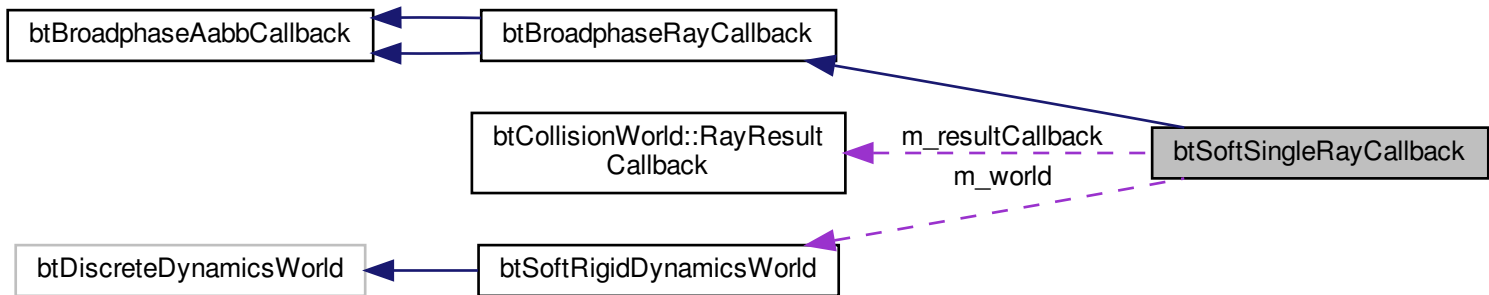 btBroadphaseAabbCallback
btBroadphaseRayCallback
btCollisionWorld::RayResult
Callback
m_resultCallback
m_world
btSoftSingleRayCallback
btDiscreteDynamicsWorld
btSoftRigidDynamicsWorld